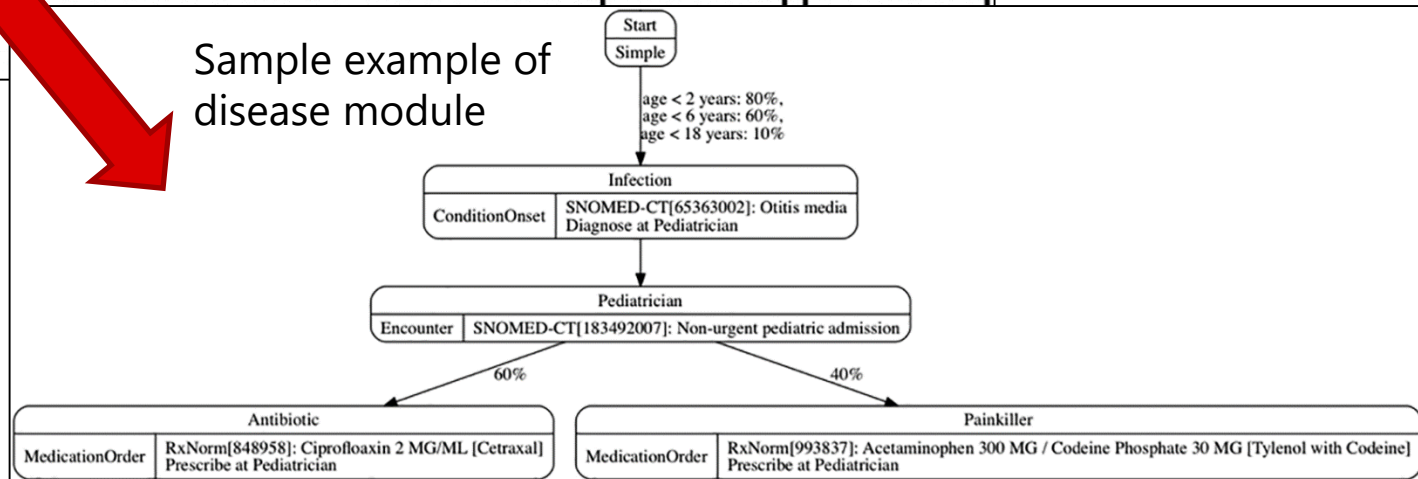 Sample example of
disease module
Start
Simple
age < 2 years: 80%,
age < 6 years: 60%,
age < 18 years: 10%
Infection
ConditionOnset
SNOMED-CT[65363002]: Otitis media
Diagnose at Pediatrician
Pediatrician
Encounter
SNOMED-CT[183492007]: Non-urgent pediatric admission
60%
40%
Antibiotic
MedicationOrder
RxNorm[848958]: Ciprofloaxin 2 MG/ML [Cetraxal]
Prescribe at Pediatrician
Painkiller
MedicationOrder
RxNorm[993837]: Acetaminophen 300 MG / Codeine Phosphate 30 MG [Tylenol with Codeine]
Prescribe at Pediatrician